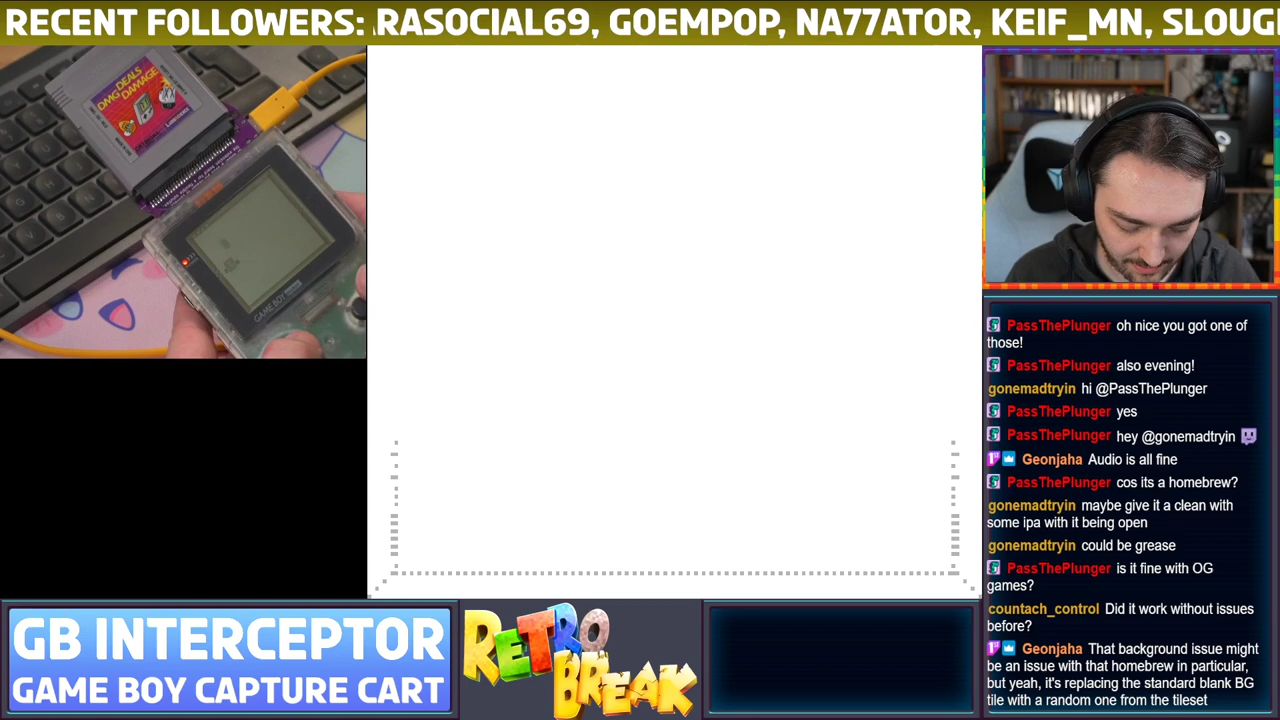 RECENT FOLLOWERS: RASOCIAL69, GOEMPOP, NA77ATOR, KEIF_MN, SLOUG
DMG DEALS
DAMAGE
GAME BOY
PassThePlunger oh nice you got one of
those!
PassThePlunger also evening!
gonemadtryin hi @PassThePlunger
PassThePlunger yes
PassThePlunger hey @gonemadtryin
Geonjaha Audio is all fine
PassThePlunger cos its a homebrew?
gonemadtryin maybe give it a clean with
some ipa with it being open
gonemadtryin could be grease
PassThePlunger is it fine with OG
games?
countach_control Did it work without issues
before?
Geonjaha That background issue might
be an issue with that homebrew in particular,
but yeah, it's replacing the standard blank BG
tile with a random one from the tileset
GB INTERCEPTOR
GAME BOY CAPTURE CART
RETRO
BREAK